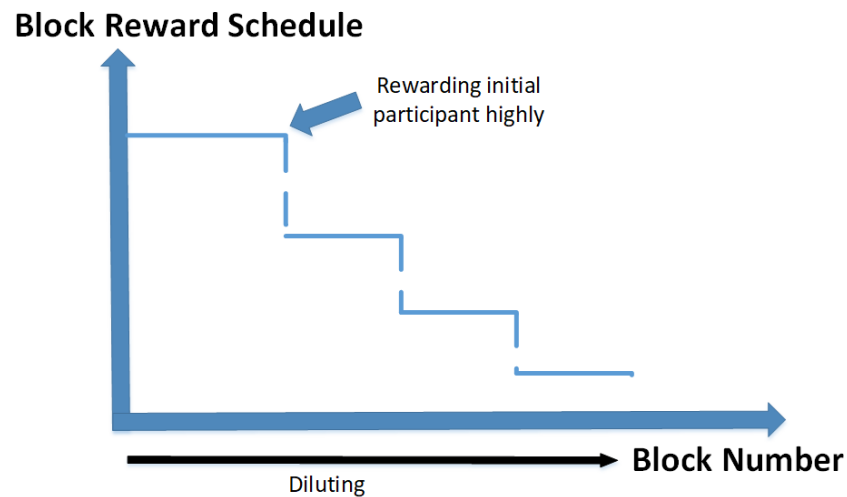 Block Reward Schedule
Rewarding initial
participant highly
Block Number
Diluting